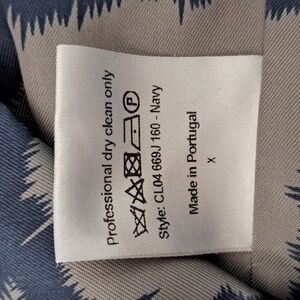 Professional dry clean only
P
Style: CL04 669J 160 - Navy
Made in Portugal
X